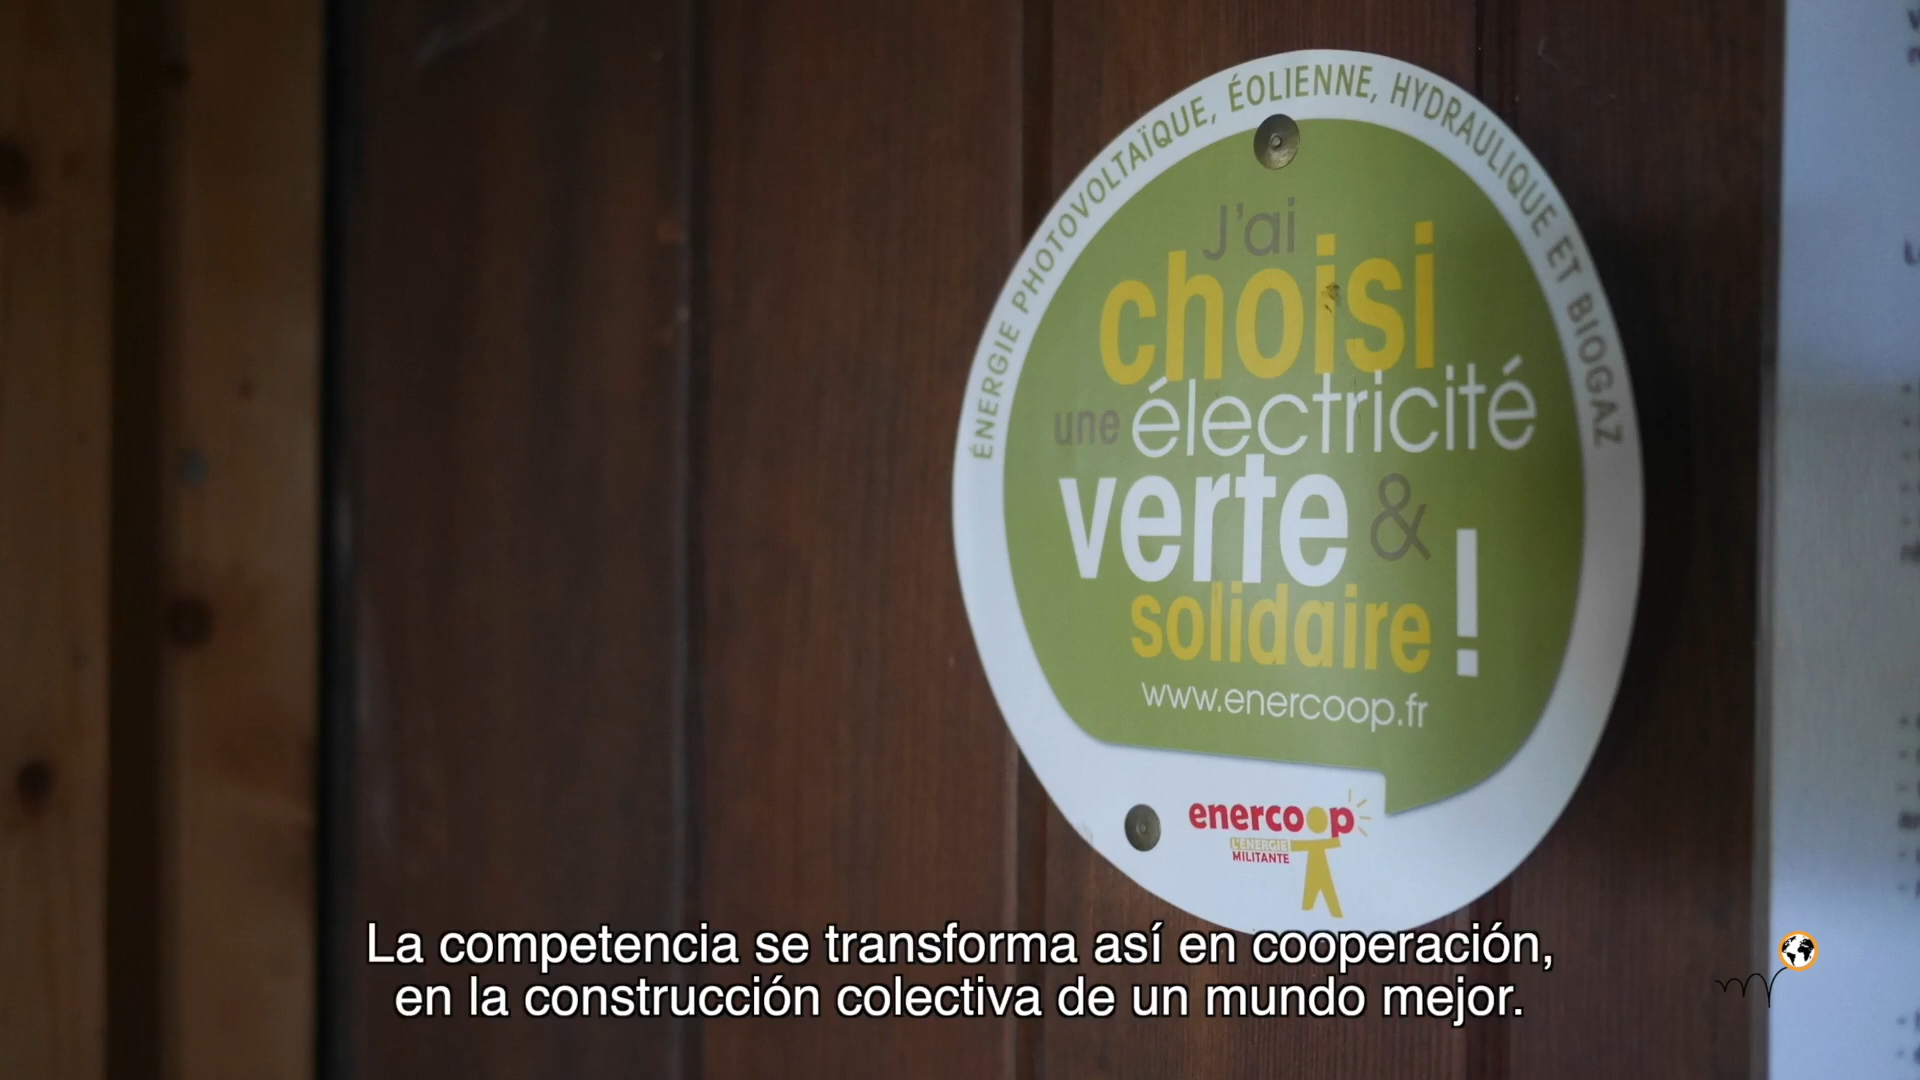 ÉNERGIE PHOTOVOLTAÏQUE, ÉOLIENNE, HYDRAULIQUE ET BIOGAZ
J'ai
choisi
une électricité
verte &
solidaire !
www.enercoop.fr
enercoop
L'ÉNERGIE
MILITANTE
La competencia se transforma así en cooperación,
en la construcción colectiva de un mundo mejor.